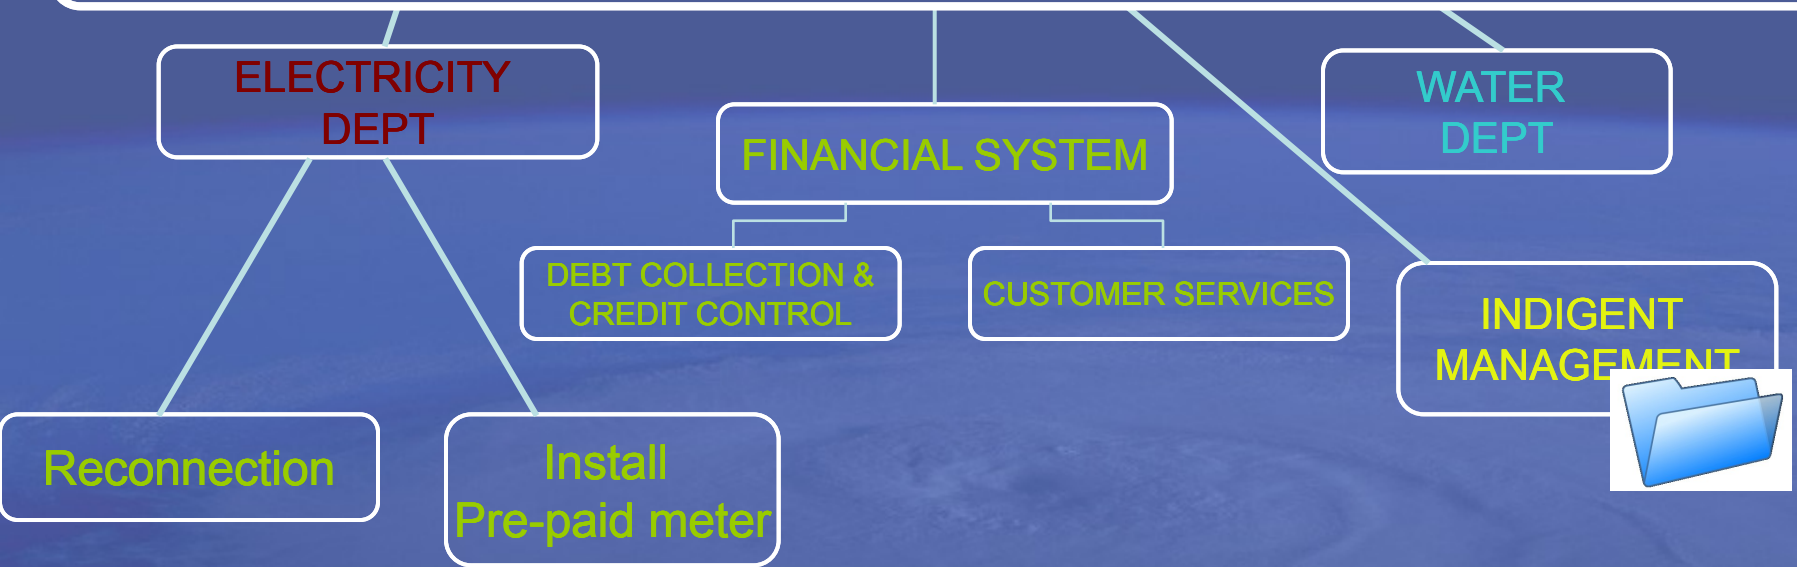 ELECTRICITY
DEPT
FINANCIAL SYSTEM
WATER
DEPT
DEBT COLLECTION &
CREDIT CONTROL
CUSTOMER SERVICES
INDIGENT
MANAGEMENT
Reconnection
Install
Pre-paid meter